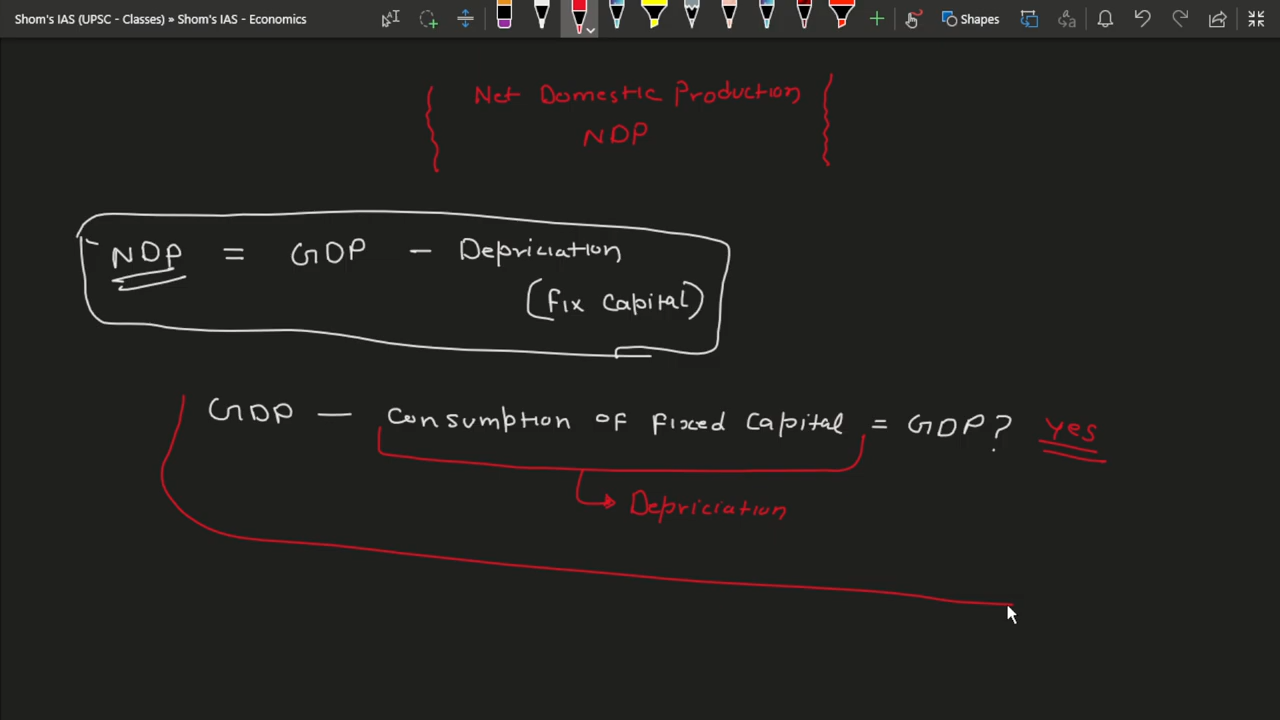 Shom's IAS (UPSC - Classes) » Shom's IAS - Economics
Shapes
Net Domestic Production
NDP
NDP = GDP - Depriciation
(Fix Capital)
GDP - Consumption of Fixed Capital = GDP? Yes
Depriciation